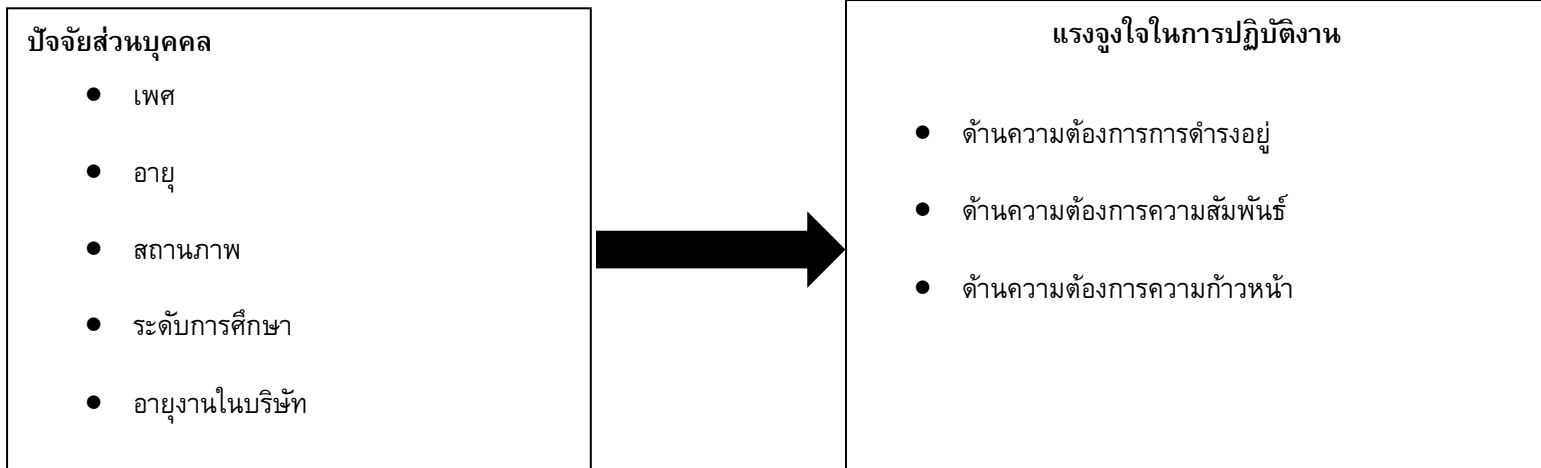 ปัจจัยส่วนบุคคล
● เพศ
● อายุ
● สถานภาพ
● ระดับการศึกษา
● อายุงานในบริษัท
แรงจูงใจในการปฏิบัติงาน
● ด้านความต้องการการดำรงอยู่
● ด้านความต้องการความสัมพันธ์
● ด้านความต้องการความก้าวหน้า